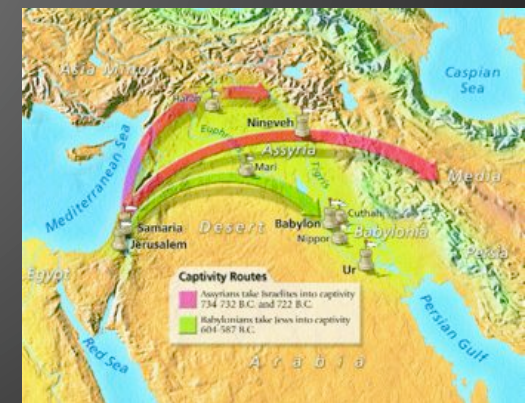 Asia Minor
Caspian
Sea
Haran
Nineveh
Euphr
Assyria
Mediterranean Sea
Mari
Tigris
Media
Samaria
Jerusalem
Desert
Babylon
Cuthah
Nippor
Babylonia
Persia
Egypt
Ur
Captivity Routes
Assyrians take Israelites into captivity
734-732 B.C. and 722 B.C.
Babylonians take Jews into captivity
604-587 B.C.
Persian Gulf
Red Sea
Arabia